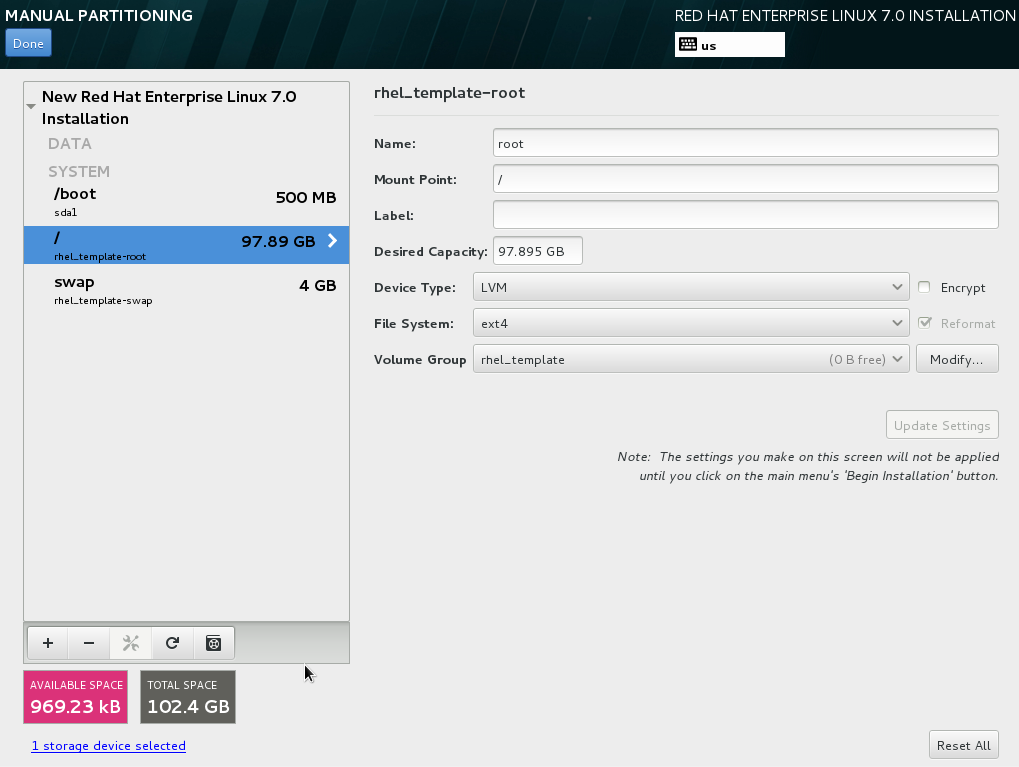 MANUAL PARTITIONING
RED HAT ENTERPRISE LINUX 7.0 INSTALLATION
Done
us
New Red Hat Enterprise Linux 7.0
Installation
DATA
SYSTEM
/boot
500 MB
sda1
/
97.89 GB
rhel_template-root
swap
4 GB
rhel_template-swap
AVAILABLE SPACE
969.23 kB
TOTAL SPACE
102.4 GB
1 storage device selected
rhel_template-root
Name: root
Mount Point: /
Label:
Desired Capacity: 97.895 GB
Device Type: LVM Encrypt
File System: ext4 Reformat
Volume Group rhel_template (0 B free) Modify...
Update Settings
Note: The settings you make on this screen will not be applied
until you click on the main menu's 'Begin Installation' button.
Reset All